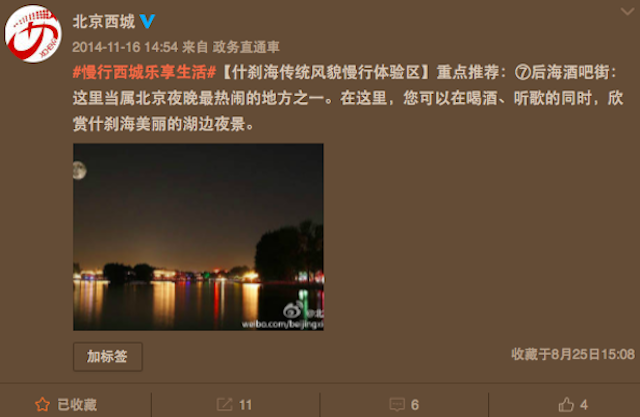 北京西城
2014-11-16 14:54 来自 政务直通车
#慢行西城乐享生活#【什刹海传统风貌慢行体验区】重点推荐：⑦后海酒吧街：
这里当属北京夜晚最热闹的地方之一。在这里，您可以在喝酒、听歌的同时，欣
赏什刹海美丽的湖边夜景。
weibo.com/beijingxi
加标签
收藏于8月25日15:08
已收藏
11
6
4